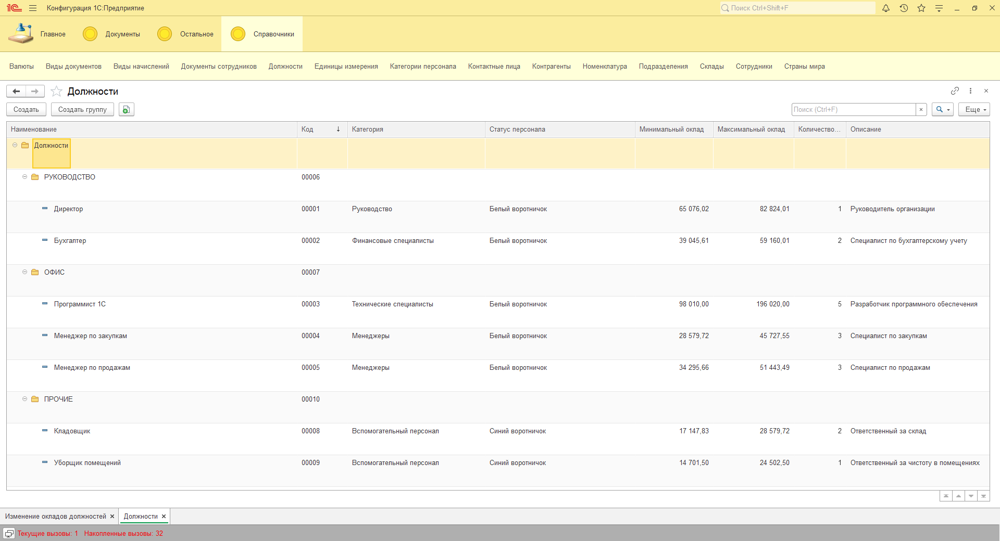 1С Конфигурация 1С:Предприятие Поиск Ctrl+Shift+F
Главное Документы Остальное Справочники
Валюты Виды документов Виды начислений Документы сотрудников Должности Единицы измерения Категории персонала Контактные лица Контрагенты Номенклатура Подразделения Склады Сотрудники Страны мира
Должности
Создать Создать группу Поиск (Ctrl+F) × Еще
Наименование Код ↓ Категория Статус персонала Минимальный оклад Максимальный оклад Количество... Описание
Должности
РУКОВОДСТВО 00006
Директор 00001 Руководство Белый воротничок 65 076,02 82 824,01 1 Руководитель организации
Бухгалтер 00002 Финансовые специалисты Белый воротничок 39 045,61 59 160,01 2 Специалист по бухгалтерскому учету
ОФИС 00007
Программист 1С 00003 Технические специалисты Белый воротничок 98 010,00 196 020,00 5 Разработчик программного обеспечения
Менеджер по закупкам 00004 Менеджеры Белый воротничок 28 579,72 45 727,55 3 Специалист по закупкам
Менеджер по продажам 00005 Менеджеры Белый воротничок 34 295,66 51 443,49 3 Специалист по продажам
ПРОЧИЕ 00010
Кладовщик 00008 Вспомогательный персонал Синий воротничок 17 147,83 28 579,72 2 Ответственный за склад
Уборщик помещений 00009 Вспомогательный персонал Синий воротничок 14 701,50 24 502,50 1 Ответственный за чистоту в помещениях
Изменение окладов должностей × Должности ×
Текущие вызовы: 1 Накопленные вызовы: 32